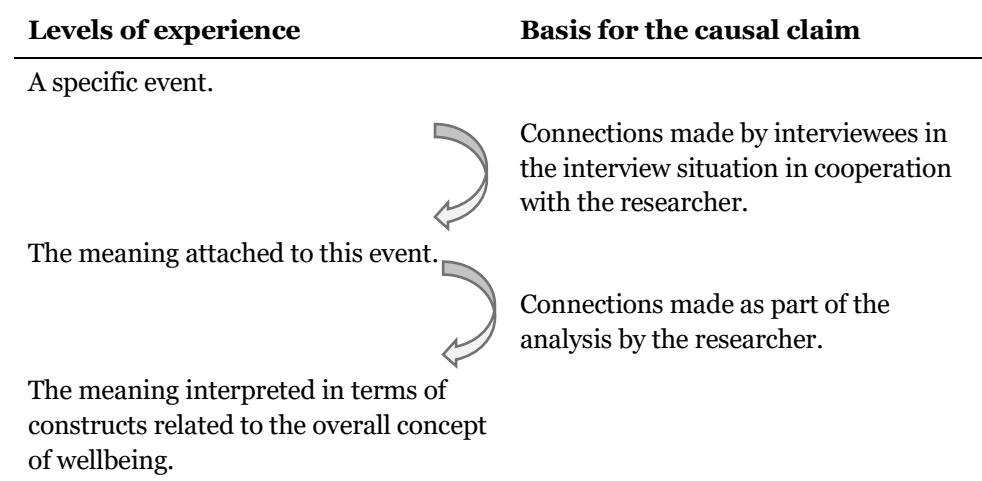 Levels of experience
Basis for the causal claim
A specific event.
Connections made by interviewees in
the interview situation in cooperation
with the researcher.
The meaning attached to this event.
Connections made as part of the
analysis by the researcher.
The meaning interpreted in terms of
constructs related to the overall concept
of wellbeing.